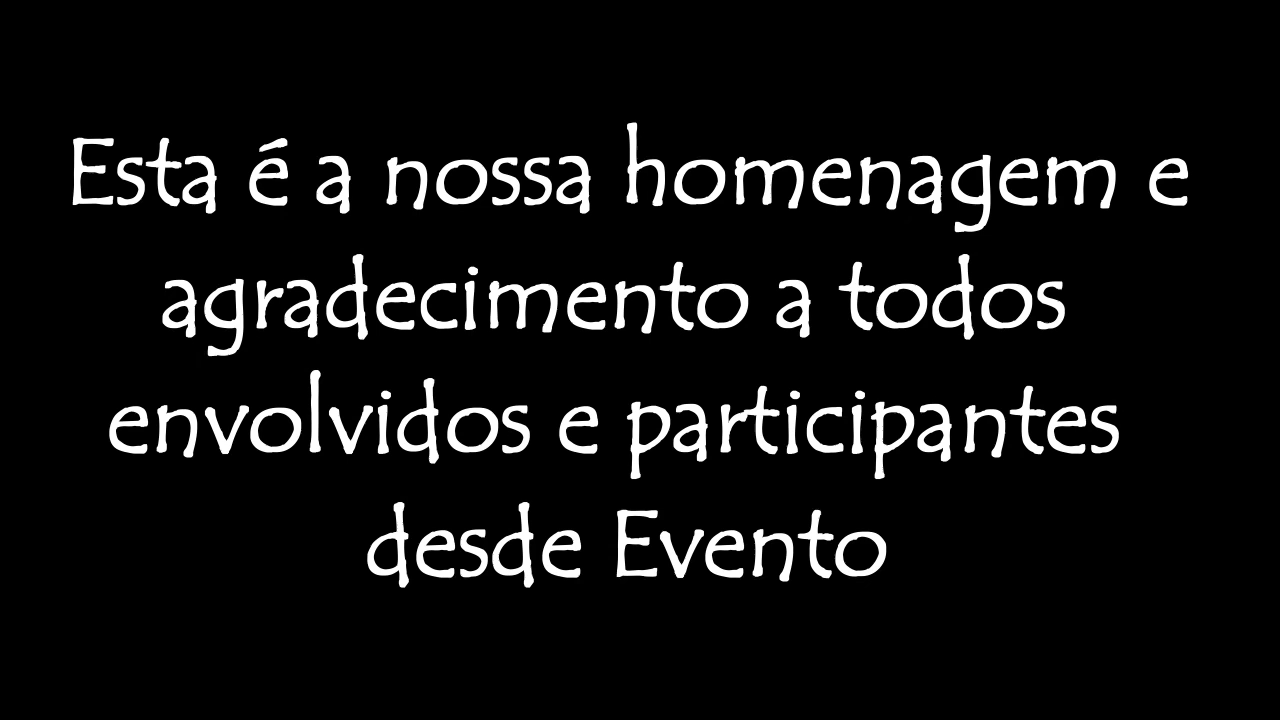 Esta é a nossa homenagem e
agradecimento a todos
envolvidos e participantes
desde Evento